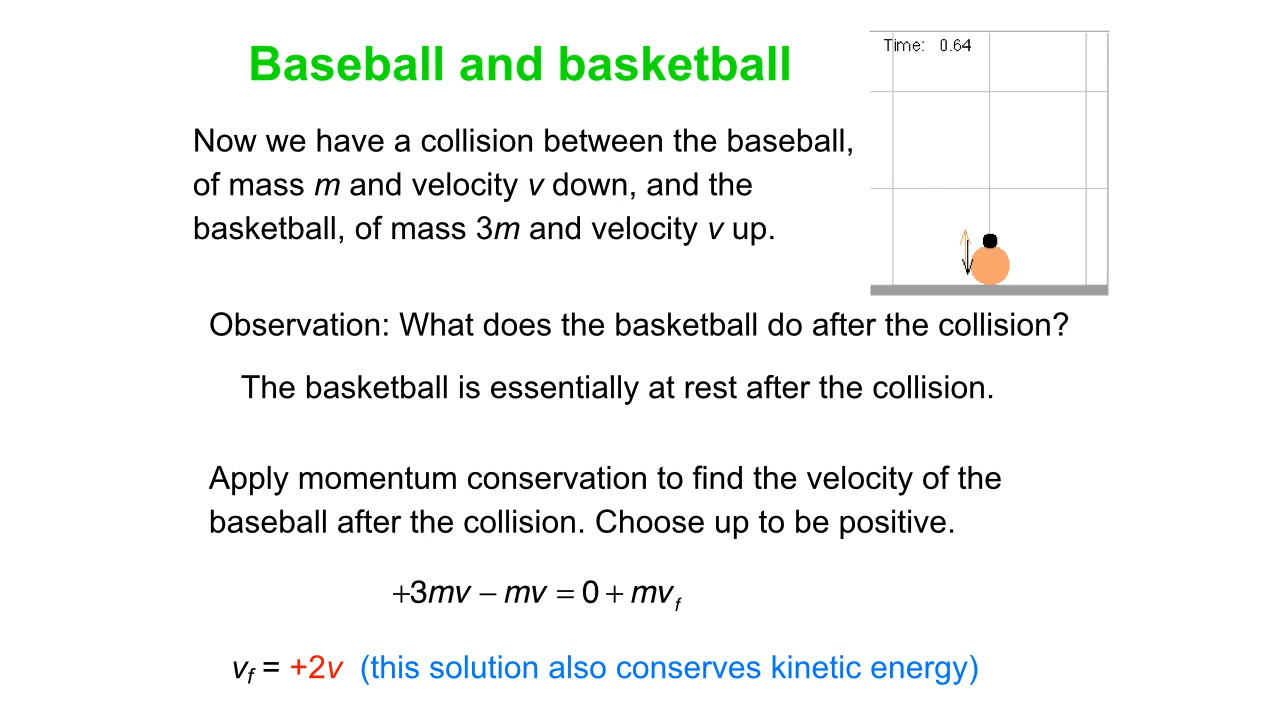 Baseball and basketball
Time: 0.64
Now we have a collision between the baseball,
of mass m and velocity v down, and the
basketball, of mass 3m and velocity v up.
Observation: What does the basketball do after the collision?
The basketball is essentially at rest after the collision.
Apply momentum conservation to find the velocity of the
baseball after the collision. Choose up to be positive.
+3mv − mv = 0 + mv_f
v_f = +2v (this solution also conserves kinetic energy)